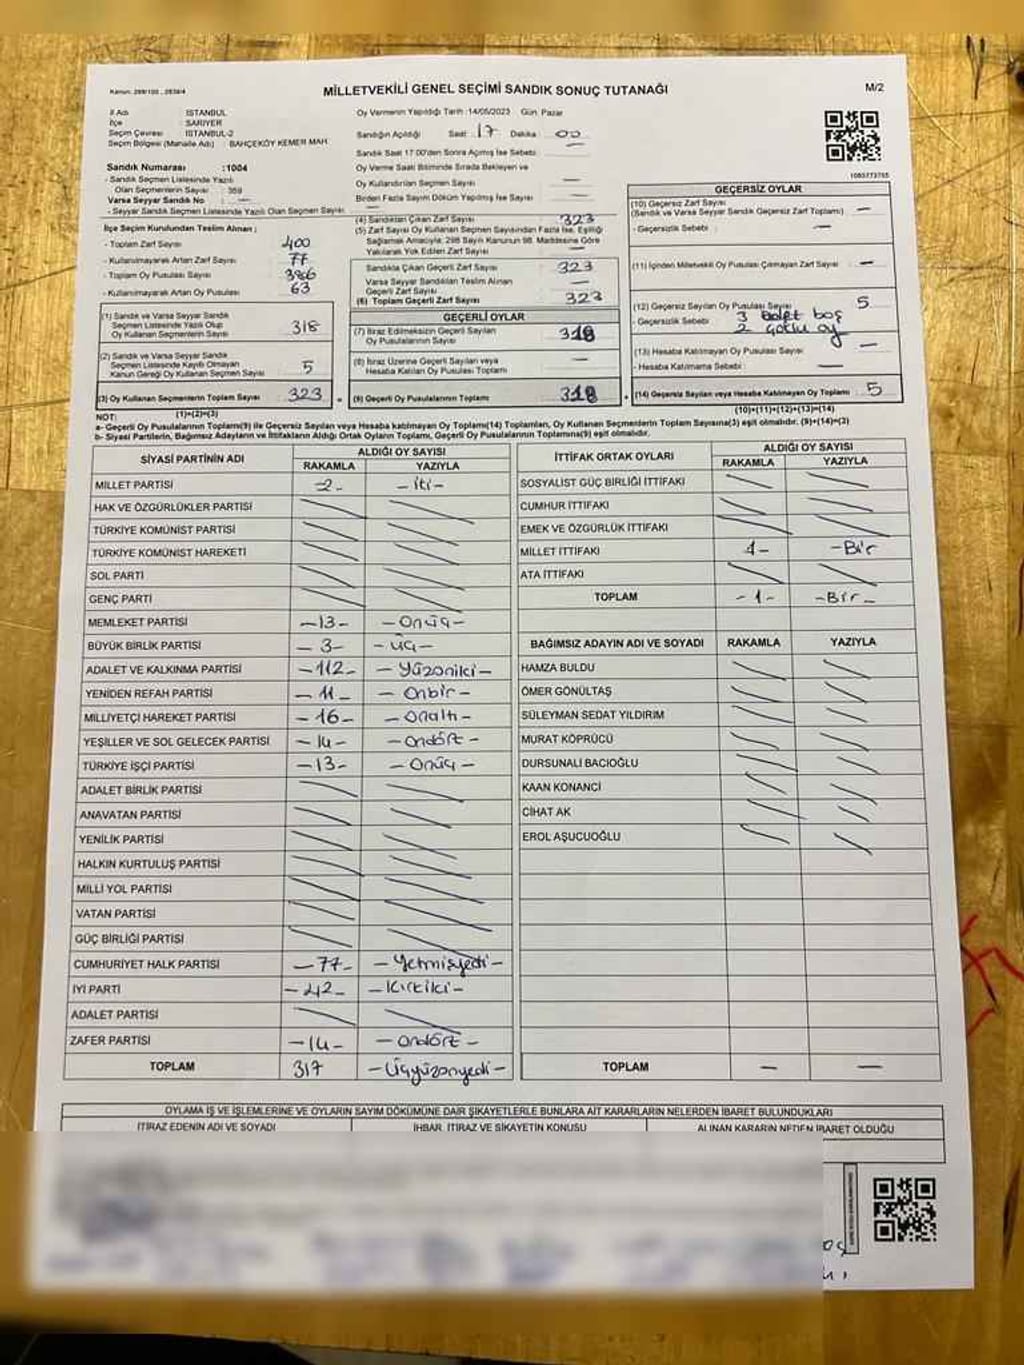 Kanun: 298/100 , 2839/4
MİLLETVEKİLİ GENEL SEÇİMİ SANDIK SONUÇ TUTANAĞI
M/2
İl Adı : İSTANBUL
İlçe : SARIYER
Seçim Çevresi : İSTANBUL-2
Seçim Bölgesi (Mahalle Adı) : BAHÇEKÖY KEMER MAH
Sandık Numarası :1004
- Sandık Seçmen Listesinde Yazılı
Olan Seçmenlerin Sayısı : 359
Varsa Seyyar Sandık No : —
- Seyyar Sandık Seçmen Listesinde Yazılı Olan Seçmen Sayısı: —
İlçe Seçim Kurulundan Teslim Alınan ;
- Toplam Zarf Sayısı 400
- Kullanılmayarak Artan Zarf Sayısı 77
- Toplam Oy Pusulası Sayısı 386
- Kullanılmayarak Artan Oy Pusulası 63
(1) Sandık ve Varsa Seyyar Sandık
Seçmen Listesinde Yazılı Olup
Oy Kullanan Seçmenlerin Sayısı 318
(2) Sandık ve Varsa Seyyar Sandık
Seçmen Listesinde Kayıtlı Olmayan
Kanun Gereği Oy Kullanan Seçmen Sayısı 5
(3) Oy Kullanan Seçmenlerin Toplam Sayısı 323
(1)+(2)=(3)
Oy Vermenin Yapıldığı Tarih :14/05/2023 Gün: Pazar
Sandığın Açıldığı Saat :17 Dakika :00
Sandık Saat 17:00'den Sonra Açılmış İse Sebebi: —
Oy Verme Saati Bitiminde Sırada Bekleyen ve
Oy Kullandırılan Seçmen Sayısı —
Birden Fazla Sayım Döküm Yapılmış İse Sayısı —
(4) Sandıktan Çıkan Zarf Sayısı 323
(5) Zarf Sayısı Oy Kullanan Seçmen Sayısından Fazla İse, Eşitliği
Sağlamak Amacıyla; 298 Sayılı Kanunun 98. Maddesine Göre
Yakılarak Yok Edilen Zarf Sayısı —
Sandıkta Çıkan Geçerli Zarf Sayısı 323
Varsa Seyyar Sandıktan Teslim Alınan
Geçerli Zarf Sayısı —
(6) Toplam Geçerli Zarf Sayısı 323
GEÇERLİ OYLAR
(7) İtiraz Edilmeksizin Geçerli Sayılan
Oy Pusulalarının Sayısı 318
(8) İtiraz Üzerine Geçerli Sayılan veya
Hesaba Katılan Oy Pusulası Toplamı —
(9) Geçerli Oy Pusulalarının Toplamı 318
1093773755
GEÇERSİZ OYLAR
(10) Geçersiz Zarf Sayısı
(Sandık ve Varsa Seyyar Sandık Geçersiz Zarf Toplamı) —
- Geçersizlik Sebebi : —
(11) İçinden Milletvekili Oy Pusulası Çıkmayan Zarf Sayısı —
(12) Geçersiz Sayılan Oy Pusulası Sayısı 5
- Geçersizlik Sebebi : 3 adet boş
2 çoklu oy
(13) Hesaba Katılmayan Oy Pusulası Sayısı —
- Hesaba Katılmama Sebebi : —
(14) Geçersiz Sayılan veya Hesaba Katılmayan Oy Toplamı 5
(10)+(11)+(12)+(13)=(14)
NOT:
a- Geçerli Oy Pusulalarının Toplamı(9) ile Geçersiz Sayılan veya Hesaba katılmayan Oy Toplamı(14) Toplamları, Oy Kullanan Seçmenlerin Toplam Sayısına(3) eşit olmalıdır. (9)+(14)=(3)
b- Siyasi Partilerin, Bağımsız Adayların ve İttifakların Aldığı Ortak Oyların Toplamı, Geçerli Oy Pusulalarının Toplamına(9) eşit olmalıdır.
SİYASİ PARTİNİN ADI
ALDIĞI OY SAYISI
RAKAMLA YAZIYLA
MİLLET PARTİSİ -2- -iki-
HAK VE ÖZGÜRLÜKLER PARTİSİ
TÜRKİYE KOMÜNİST PARTİSİ
TÜRKİYE KOMÜNİST HAREKETİ
SOL PARTİ
GENÇ PARTİ
MEMLEKET PARTİSİ -13- -Onüç-
BÜYÜK BİRLİK PARTİSİ -3- -üç-
ADALET VE KALKINMA PARTİSİ -112- -Yüzoniki-
YENİDEN REFAH PARTİSİ -11- -Onbir-
MİLLİYETÇİ HAREKET PARTİSİ -16- -Onaltı-
YEŞİLLER VE SOL GELECEK PARTİSİ -14- -Ondört-
TÜRKİYE İŞÇİ PARTİSİ -13- -Onüç-
ADALET BİRLİK PARTİSİ
ANAVATAN PARTİSİ
YENİLİK PARTİSİ
HALKIN KURTULUŞ PARTİSİ
MİLLİ YOL PARTİSİ
VATAN PARTİSİ
GÜÇ BİRLİĞİ PARTİSİ
CUMHURİYET HALK PARTİSİ -77- -Yetmişyedi-
İYİ PARTİ -42- -Kırkiki-
ADALET PARTİSİ
ZAFER PARTİSİ -14- -Ondört-
TOPLAM 317 -Üçyüzonyedi-
İTTİFAK ORTAK OYLARI
ALDIĞI OY SAYISI
RAKAMLA YAZIYLA
SOSYALİST GÜÇ BİRLİĞİ İTTİFAKI
CUMHUR İTTİFAKI
EMEK VE ÖZGÜRLÜK İTTİFAKI
MİLLET İTTİFAKI 1- -Bir
ATA İTTİFAKI
TOPLAM -1- -Bir-
BAĞIMSIZ ADAYIN ADI VE SOYADI RAKAMLA YAZIYLA
HAMZA BULDU
ÖMER GÖNÜLTAŞ
SÜLEYMAN SEDAT YILDIRIM
MURAT KÖPRÜCÜ
DURSUNALİ BACIOĞLU
KAAN KONANCİ
CİHAT AK
EROL AŞUCUOĞLU
TOPLAM — —
OYLAMA İŞ VE İŞLEMLERİNE VE OYLARIN SAYIM DÖKÜMÜNE DAİR ŞİKAYETLERLE BUNLARA AİT KARARLARIN NELERDEN İBARET BULUNDUKLARI
İTİRAZ EDENİN ADI VE SOYADI İHBAR, İTİRAZ VE ŞİKAYETİN KONUSU ALINAN KARARIN NEDEN İBARET OLDUĞU